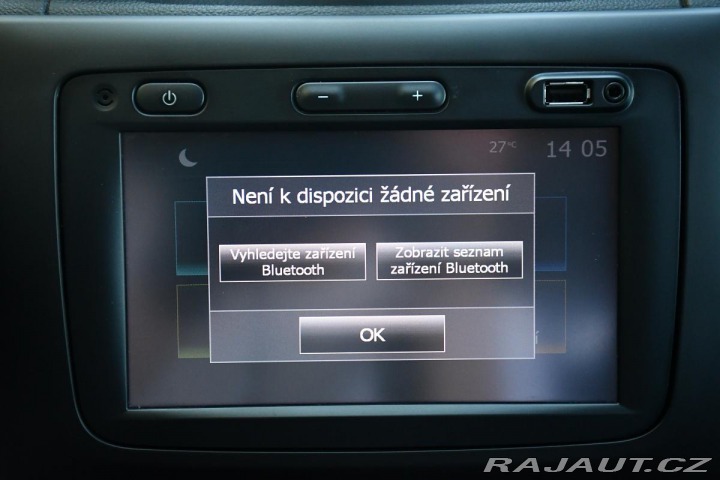 27°C 14 05
Není k dispozici žádné zařízení
Vyhledejte zařízení
Bluetooth
Zobrazit seznam
zařízení Bluetooth
OK
RAJAUT.CZ